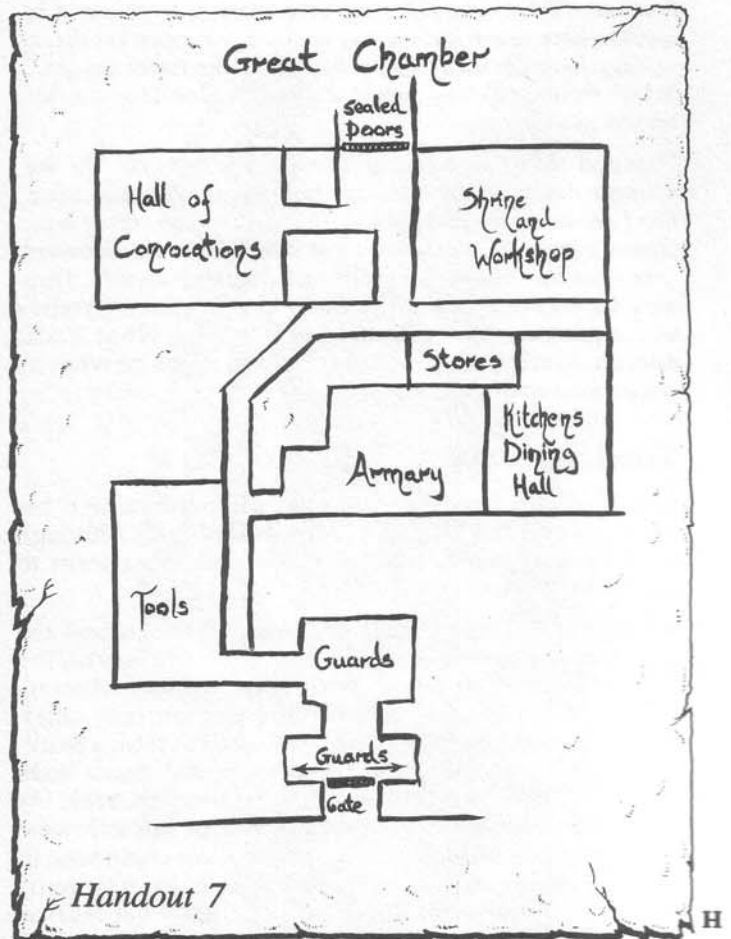 Great Chamber
Sealed
Doors
Hall of
Convocations
Shrine
and
Workshop
Stores
Kitchens
Dining
Hall
Armary
Tools
Guards
Guards
Gate
Handout 7
H